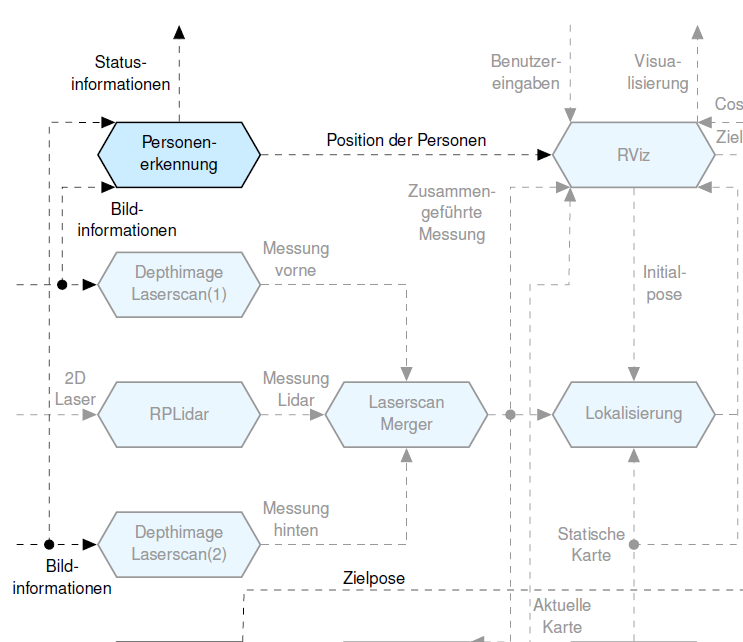 Status-
informationen
Benutzer-
eingaben
Visua-
lisierung
Cos
Personen-
erkennung
Position der Personen
RViz
Ziel
Bild-
informationen
Zusammen-
geführte
Messung
Depthimage
Laserscan(1)
Messung
vorne
Initial-
pose
2D
Laser
RPLidar
Messung
Lidar
Laserscan
Merger
Lokalisierung
Depthimage
Laserscan(2)
Messung
hinten
Statische
Karte
Bild-
informationen
Zielpose
Aktuelle
Karte